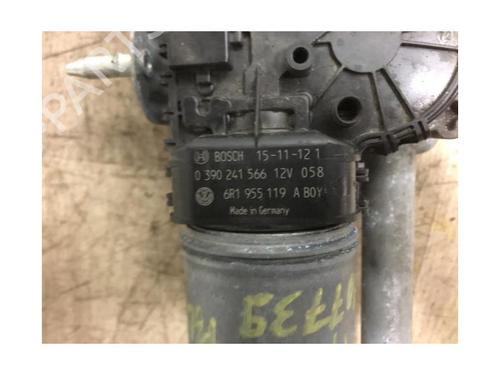 BOSCH 15-11-12 1
0 390 241 566 12V 058
6R1 955 119 A BOY
Made in Germany